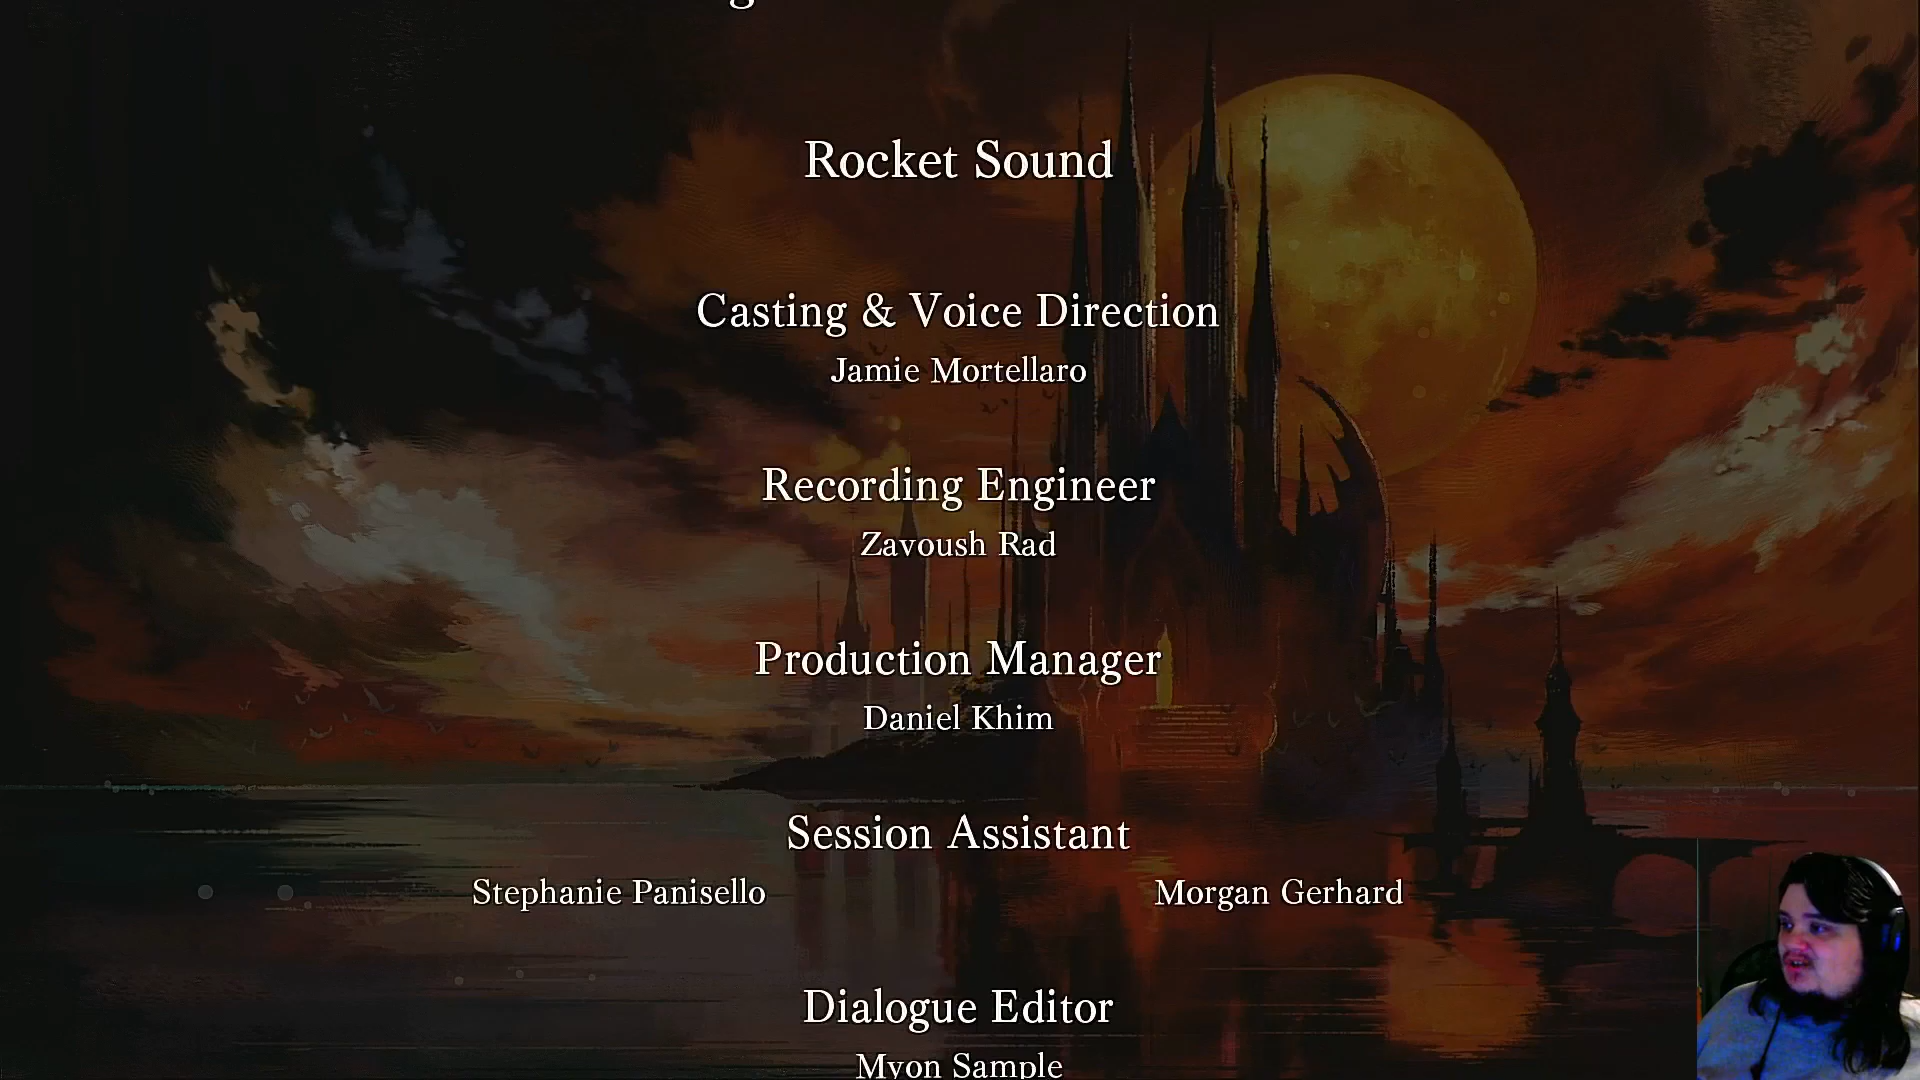 Rocket Sound
Casting & Voice Direction
Jamie Mortellaro
Recording Engineer
Zavoush Rad
Production Manager
Daniel Khim
Session Assistant
Stephanie Panisello Morgan Gerhard
Dialogue Editor
Myon Sample